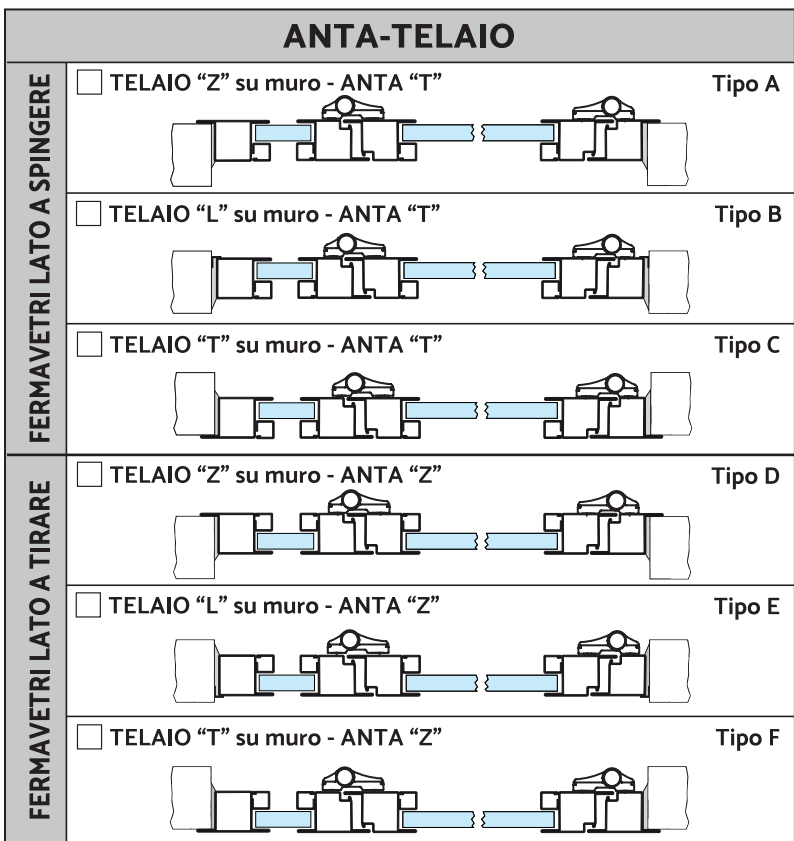 ANTA-TELAIO
FERMAVETRI LATO A SPINGERE
TELAIO “Z” su muro - ANTA “T” Tipo A
TELAIO “L” su muro - ANTA “T” Tipo B
TELAIO “T” su muro - ANTA “T” Tipo C
FERMAVETRI LATO A TIRARE
TELAIO “Z” su muro - ANTA “Z” Tipo D
TELAIO “L” su muro - ANTA “Z” Tipo E
TELAIO “T” su muro - ANTA “Z” Tipo F